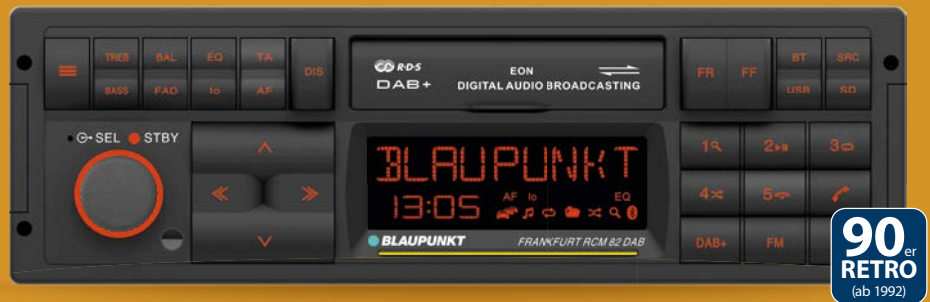 TREB BAL EQ TA
DIS
BASS FAD lo AF
R·D·S
DAB+
EON
DIGITAL AUDIO BROADCASTING
FR FF
BT SRC
USB SD
SEL STBY
BLAUPUNKT
AF lo EQ
13:05
BLAUPUNKT FRANKFURT RCM 82 DAB
1 2 3
4 5
DAB+ FM
90er
RETRO
(ab 1992)